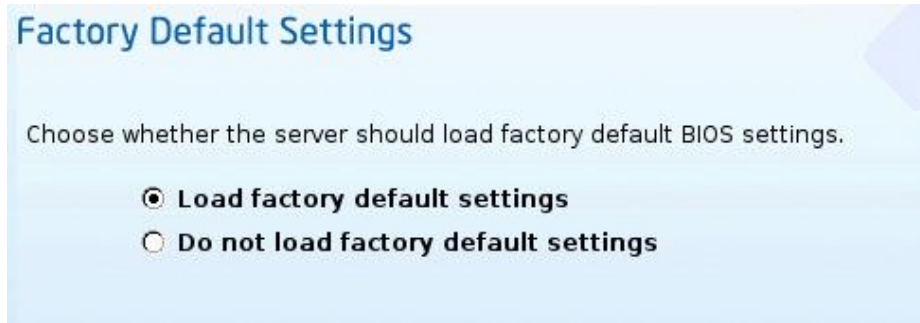 Factory Default Settings
Choose whether the server should load factory default BIOS settings.
Load factory default settings
Do not load factory default settings